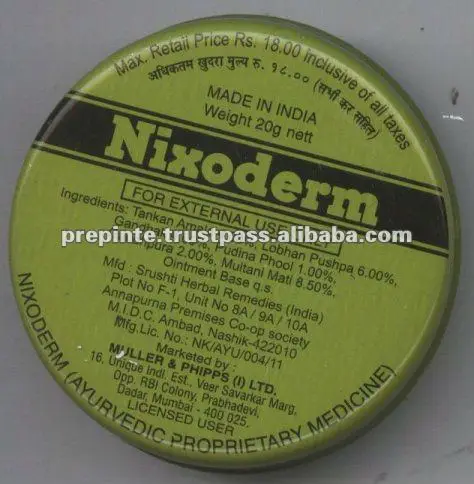 Max. Retail Price Rs. 18.00 Inclusive of all taxes
अधिकतम खुदरा मुल्य रु. १८.०० (सभी कर सहित)
MADE IN INDIA
Weight 20g nett
Nixoderm
FOR EXTERNAL USE
Ingredients: Tankan Lobhan Pushpa 6.00%,
prepinte.trustpass.alibaba.com
Pudina Phool 1.00%,
2.00%, Multani Mati 8.50%,
Ointment Base q.s.
Mfd : Srushti Herbal Remedies (India)
Plot No F-1, Unit No 8A / 9A / 10A
Annapurna Premises Co-op society
M.I.D.C. Ambad, Nashik-422010
Mfg.Lic. No.: NK/AYU/004/11
Marketed by :
MULLER & PHIPPS (I) LTD.
16, Unique Indl. Est., Veer Savarkar Marg,
Opp. RBI Colony, Prabhadevi,
Dadar, Mumbai - 400 025.
LICENSED USER
NIXODERM (AYURVEDIC PROPRIETARY MEDICINE)